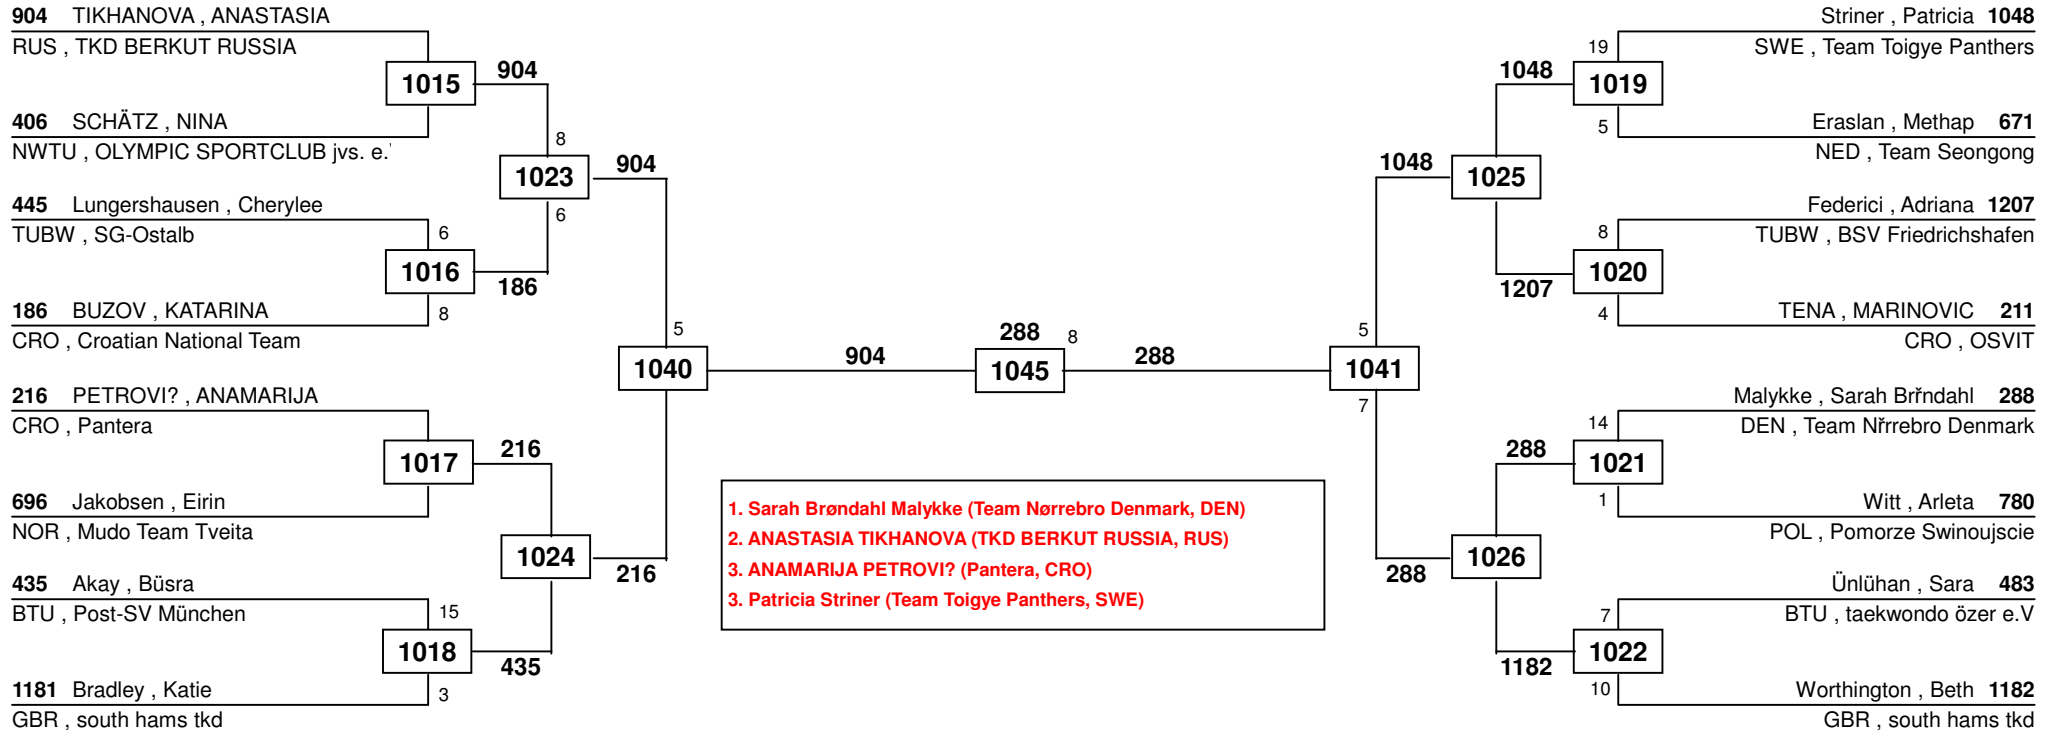 904 TIKHANOVA , ANASTASIA
RUS , TKD BERKUT RUSSIA
1015
904
406 SCHÄTZ , NINA
NWTU , OLYMPIC SPORTCLUB jvs. e.'
8
1023
904
6
445 Lungershausen , Cherylee
TUBW , SG-Ostalb
6
1016
186
186 BUZOV , KATARINA
8
CRO , Croatian National Team
5
1040
904
216 PETROVI? , ANAMARIJA
CRO , Pantera
1017
216
696 Jakobsen , Eirin
NOR , Mudo Team Tveita
1024
216
435 Akay , Büsra
BTU , Post-SV München
15
1018
435
1181 Bradley , Katie
3
GBR , south hams tkd
288
8
1045
288
1. Sarah Brøndahl Malykke (Team Nørrebro Denmark, DEN)
2. ANASTASIA TIKHANOVA (TKD BERKUT RUSSIA, RUS)
3. ANAMARIJA PETROVI? (Pantera, CRO)
3. Patricia Striner (Team Toigye Panthers, SWE)
Striner , Patricia 1048
SWE , Team Toigye Panthers
19
1048
1019
5
Eraslan , Methap 671
NED , Team Seongong
1048
1025
Federici , Adriana 1207
TUBW , BSV Friedrichshafen
8
1020
1207
4
TENA , MARINOVIC 211
CRO , OSVIT
5
1041
7
Malykke , Sarah Břndahl 288
DEN , Team Nřrrebro Denmark
14
288
1021
1
Witt , Arleta 780
POL , Pomorze Swinoujscie
1026
288
Ünlühan , Sara 483
BTU , taekwondo özer e.V
7
1022
1182
10
Worthington , Beth 1182
GBR , south hams tkd